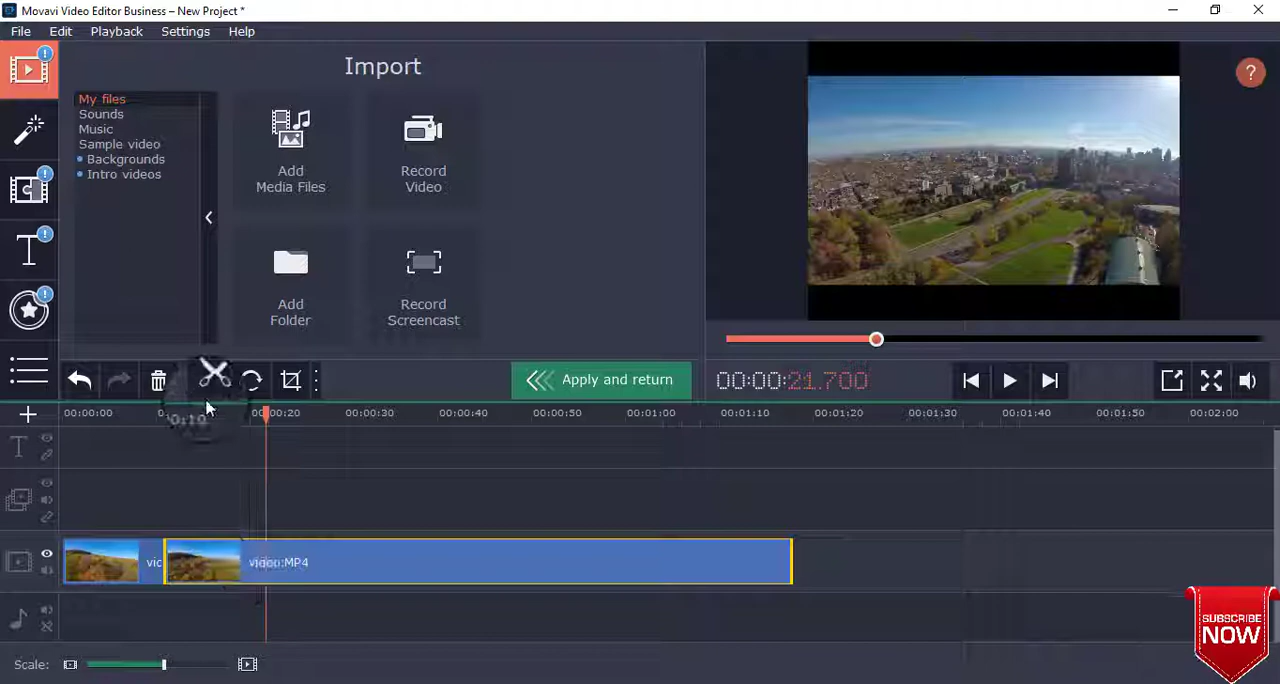 Movavi Video Editor Business – New Project *
File Edit Playback Settings Help
Import
My files
Sounds
Music
Sample video
Backgrounds
Intro videos
Add
Media Files
Record
Video
Add
Folder
Record
Screencast
?
Apply and return
00:00:21.700
00:00:00 00:00:20 00:00:30 00:00:40 00:00:50 00:01:00 00:01:10 00:01:20 00:01:30 00:01:40 00:01:50 00:02:00
vic
video.MP4
Scale:
SUBSCRIBE
NOW